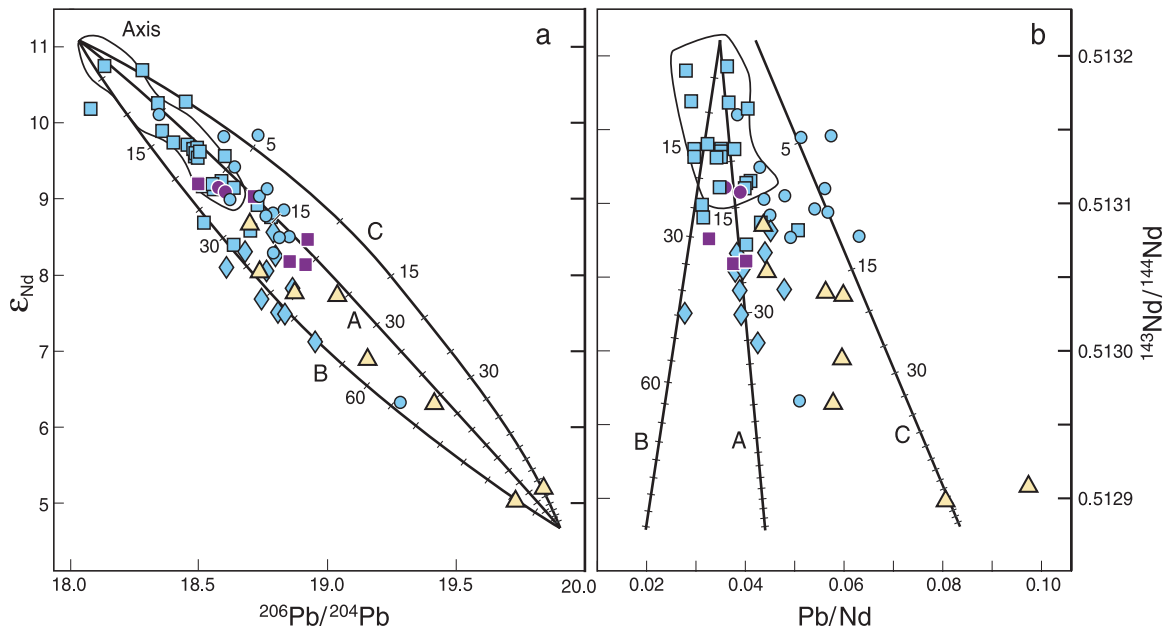 Axis
a
11
10
9
8
7
6
5
εNd
15
5
15
30
C
15
A
30
B
60
30
18.0
18.5
19.0
19.5
20.0
²⁰⁶Pb/²⁰⁴Pb
b
5
15
30
15
30
60
B
A
30
C
0.02
0.04
0.06
0.08
0.10
Pb/Nd
0.5132
0.5131
0.5130
0.5129
¹⁴³Nd/¹⁴⁴Nd